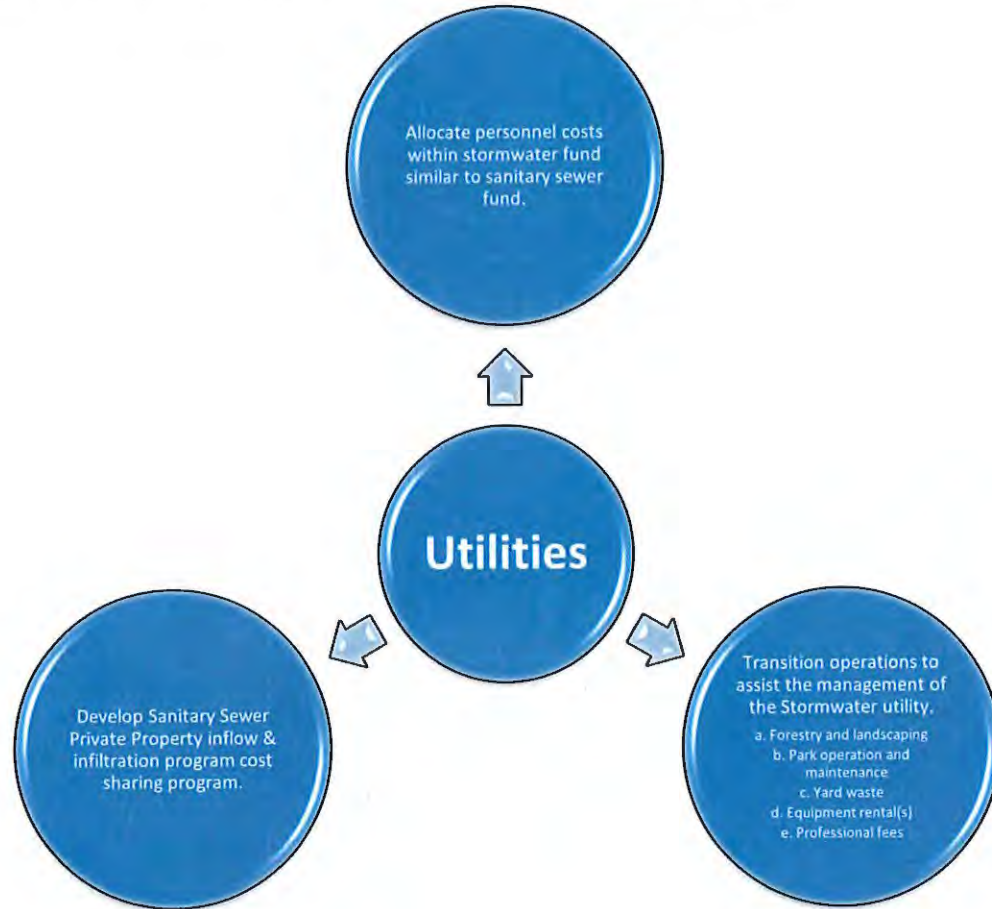 Allocate personnel costs
within stormwater fund
similar to sanitary sewer
fund.
Utilities
Develop Sanitary Sewer
Private Property inflow &
infiltration program cost
sharing program.
Transition operations to
assist the management of
the Stormwater utility.
a. Forestry and landscaping
b. Park operation and
maintenance
c. Yard waste
d. Equipment rental(s)
e. Professional fees